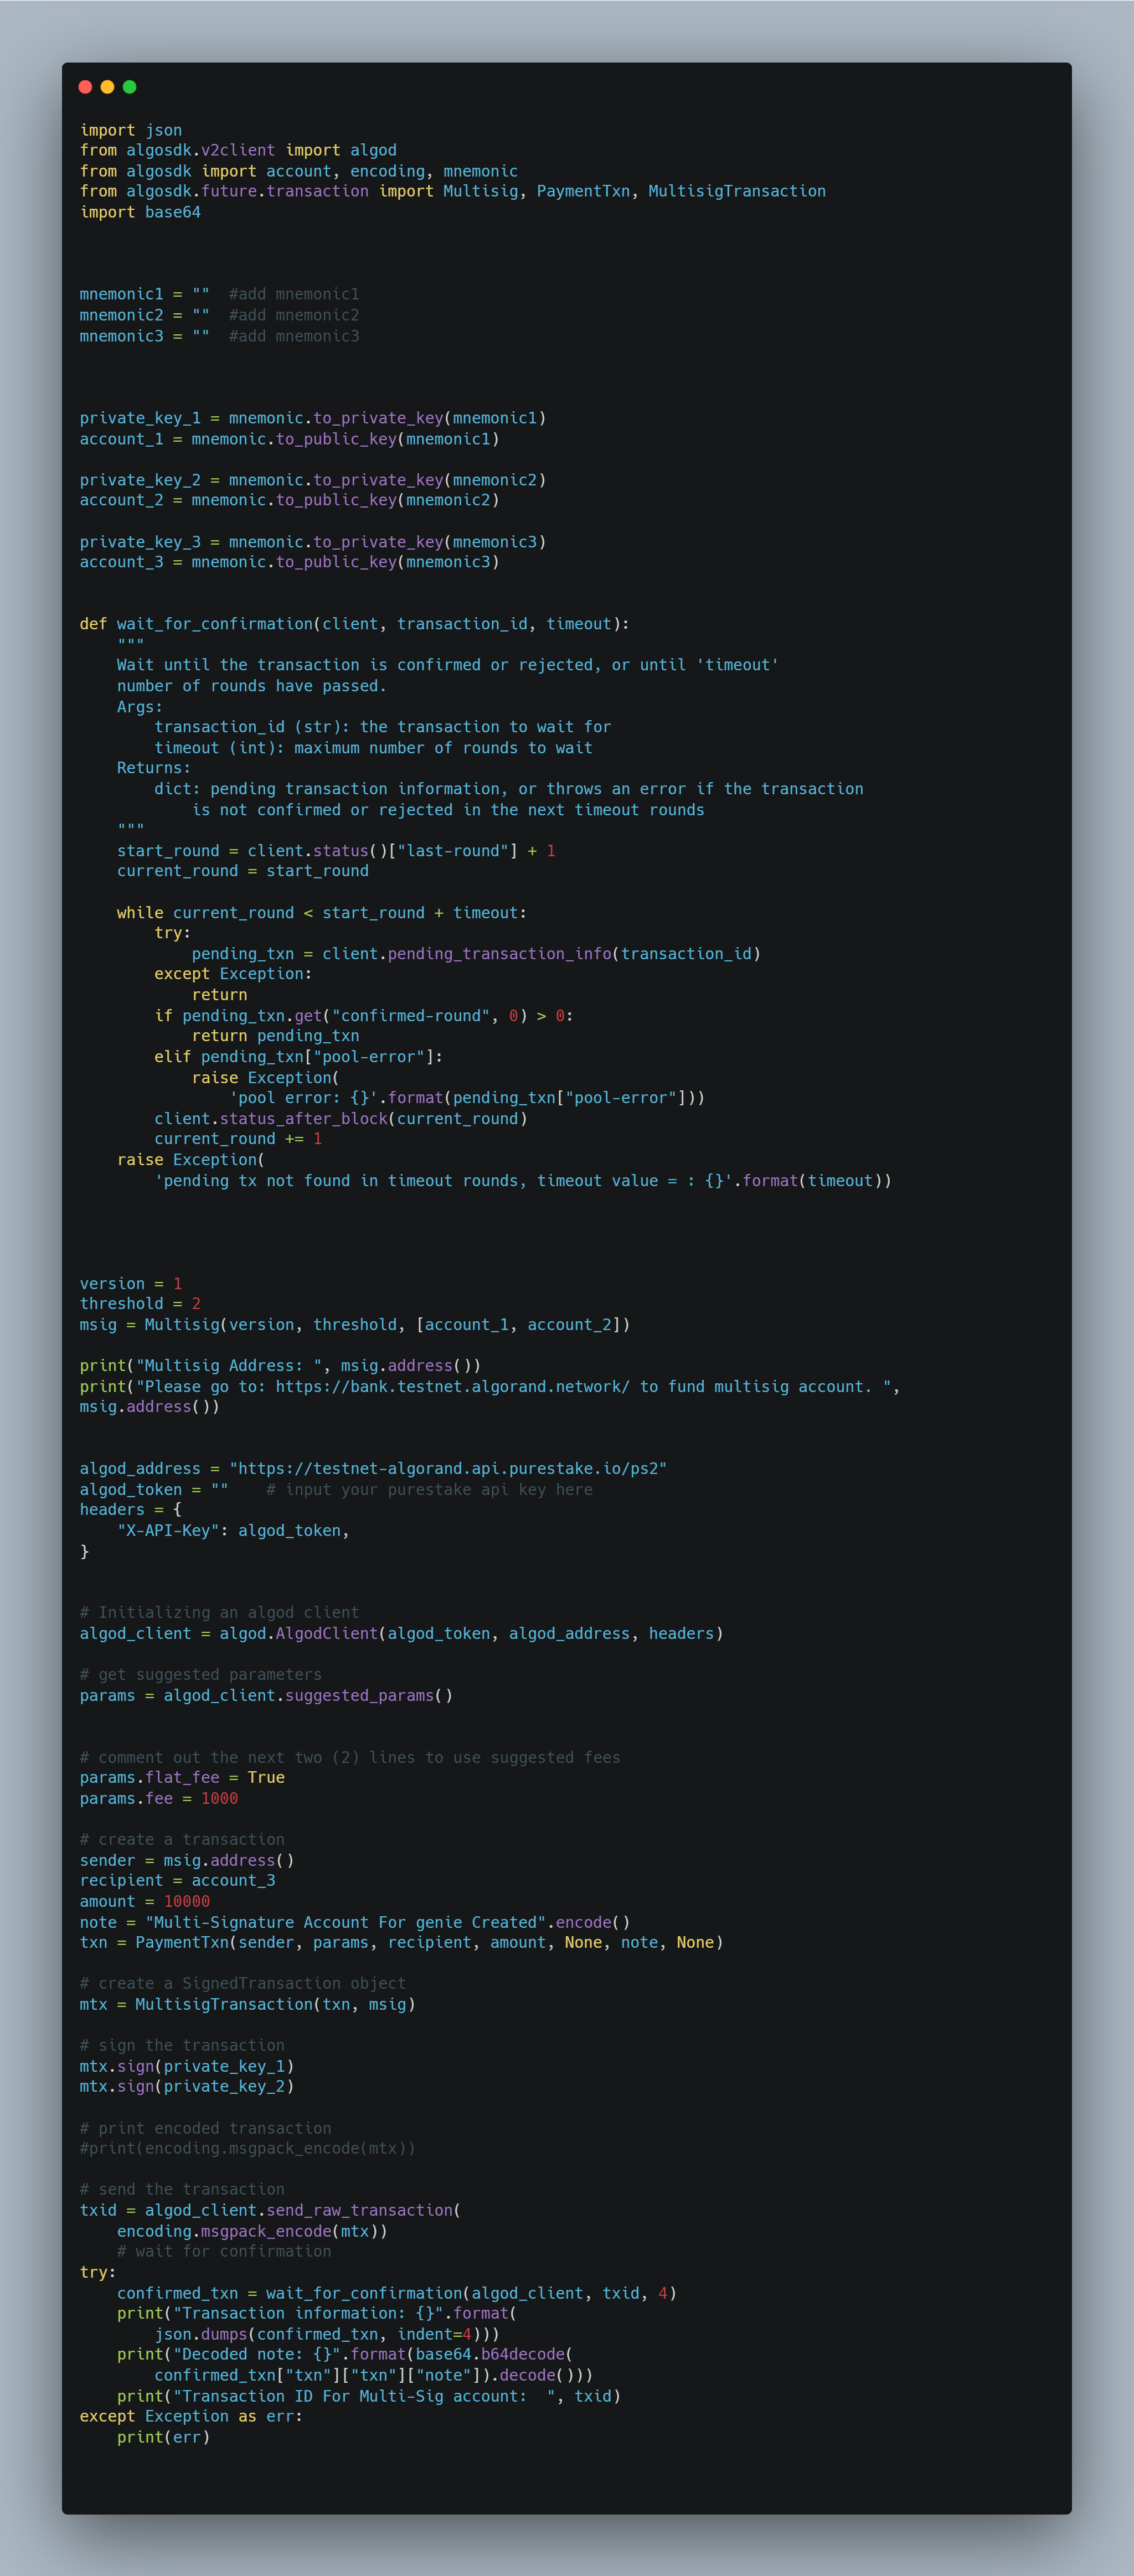 import json
from algosdk.v2client import algod
from algosdk import account, encoding, mnemonic
from algosdk.future.transaction import Multisig, PaymentTxn, MultisigTransaction
import base64
mnemonic1 = ""  #add mnemonic1
mnemonic2 = ""  #add mnemonic2
mnemonic3 = ""  #add mnemonic3
private_key_1 = mnemonic.to_private_key(mnemonic1)
account_1 = mnemonic.to_public_key(mnemonic1)
private_key_2 = mnemonic.to_private_key(mnemonic2)
account_2 = mnemonic.to_public_key(mnemonic2)
private_key_3 = mnemonic.to_private_key(mnemonic3)
account_3 = mnemonic.to_public_key(mnemonic3)
def wait_for_confirmation(client, transaction_id, timeout):
    """
    Wait until the transaction is confirmed or rejected, or until 'timeout'
    number of rounds have passed.
    Args:
        transaction_id (str): the transaction to wait for
        timeout (int): maximum number of rounds to wait
    Returns:
        dict: pending transaction information, or throws an error if the transaction
            is not confirmed or rejected in the next timeout rounds
    """
    start_round = client.status()["last-round"] + 1
    current_round = start_round
    while current_round < start_round + timeout:
        try:
            pending_txn = client.pending_transaction_info(transaction_id)
        except Exception:
            return
        if pending_txn.get("confirmed-round", 0) > 0:
            return pending_txn
        elif pending_txn["pool-error"]:
            raise Exception(
                'pool error: {}'.format(pending_txn["pool-error"]))
        client.status_after_block(current_round)
        current_round += 1
    raise Exception(
        'pending tx not found in timeout rounds, timeout value = : {}'.format(timeout))
version = 1
threshold = 2
msig = Multisig(version, threshold, [account_1, account_2])
print("Multisig Address: ", msig.address())
print("Please go to: https://bank.testnet.algorand.network/ to fund multisig account. ",
msig.address())
algod_address = "https://testnet-algorand.api.purestake.io/ps2"
algod_token = ""    # input your purestake api key here
headers = {
    "X-API-Key": algod_token,
}
# Initializing an algod client
algod_client = algod.AlgodClient(algod_token, algod_address, headers)
# get suggested parameters
params = algod_client.suggested_params()
# comment out the next two (2) lines to use suggested fees
params.flat_fee = True
params.fee = 1000
# create a transaction
sender = msig.address()
recipient = account_3
amount = 10000
note = "Multi-Signature Account For genie Created".encode()
txn = PaymentTxn(sender, params, recipient, amount, None, note, None)
# create a SignedTransaction object
mtx = MultisigTransaction(txn, msig)
# sign the transaction
mtx.sign(private_key_1)
mtx.sign(private_key_2)
# print encoded transaction
#print(encoding.msgpack_encode(mtx))
# send the transaction
txid = algod_client.send_raw_transaction(
    encoding.msgpack_encode(mtx))
    # wait for confirmation
try:
    confirmed_txn = wait_for_confirmation(algod_client, txid, 4)
    print("Transaction information: {}".format(
        json.dumps(confirmed_txn, indent=4)))
    print("Decoded note: {}".format(base64.b64decode(
        confirmed_txn["txn"]["txn"]["note"]).decode()))
    print("Transaction ID For Multi-Sig account:  ", txid)
except Exception as err:
    print(err)